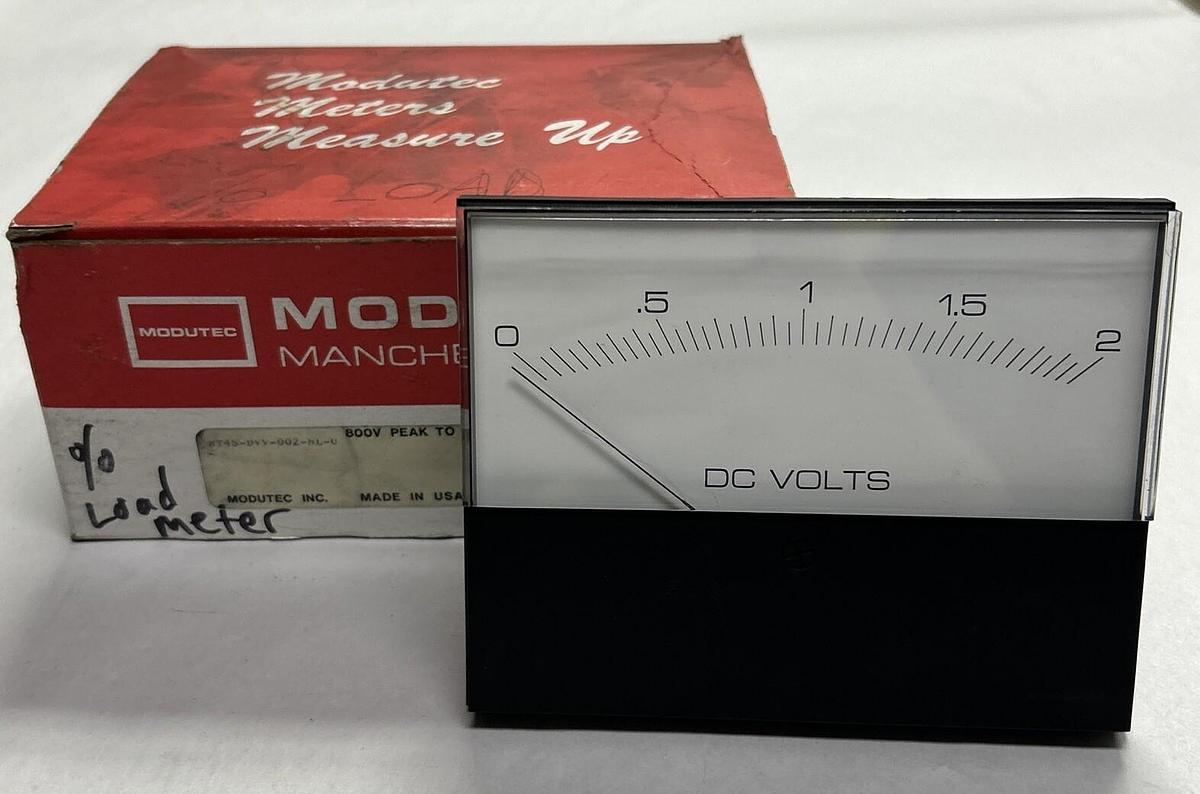 Modutec
Meters
Measure Up
% LOAD
MODUTEC
MOD
MANCHE
800V PEAK TO
MODUTEC INC. MADE IN USA
%
Load
meter
0 .5 1 1.5 2
DC VOLTS